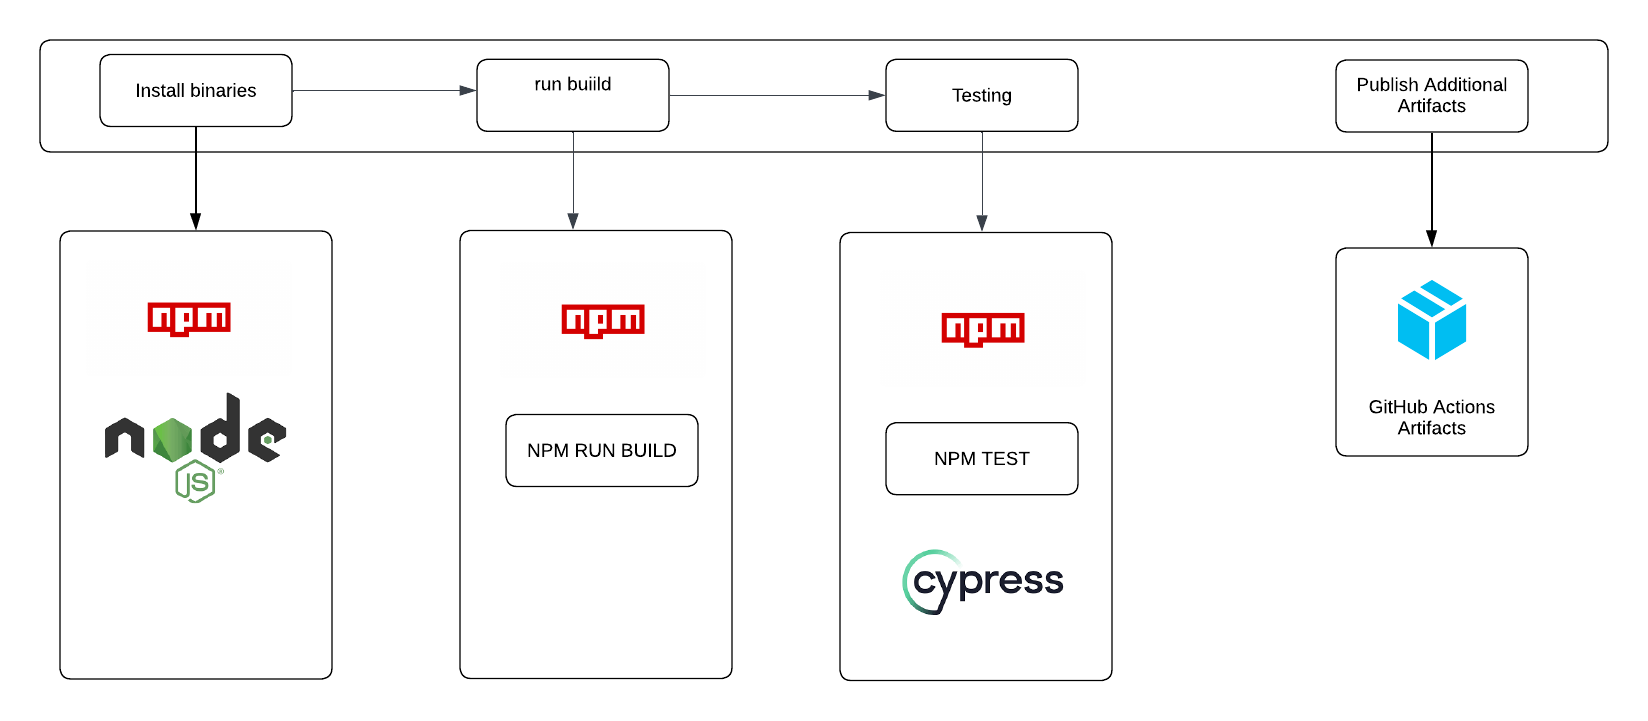 Install binaries
run buiild
Testing
Publish Additional
Artifacts
npm
node
JS®
npm
NPM RUN BUILD
npm
NPM TEST
cypress
GitHub Actions
Artifacts